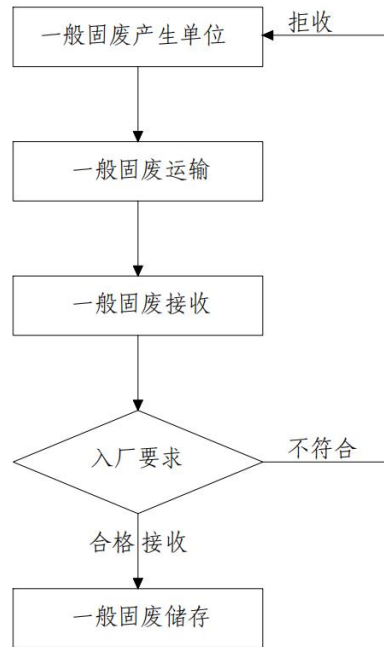 一般固废产生单位
拒收
一般固废运输
一般固废接收
入厂要求
不符合
合格接收
一般固废储存